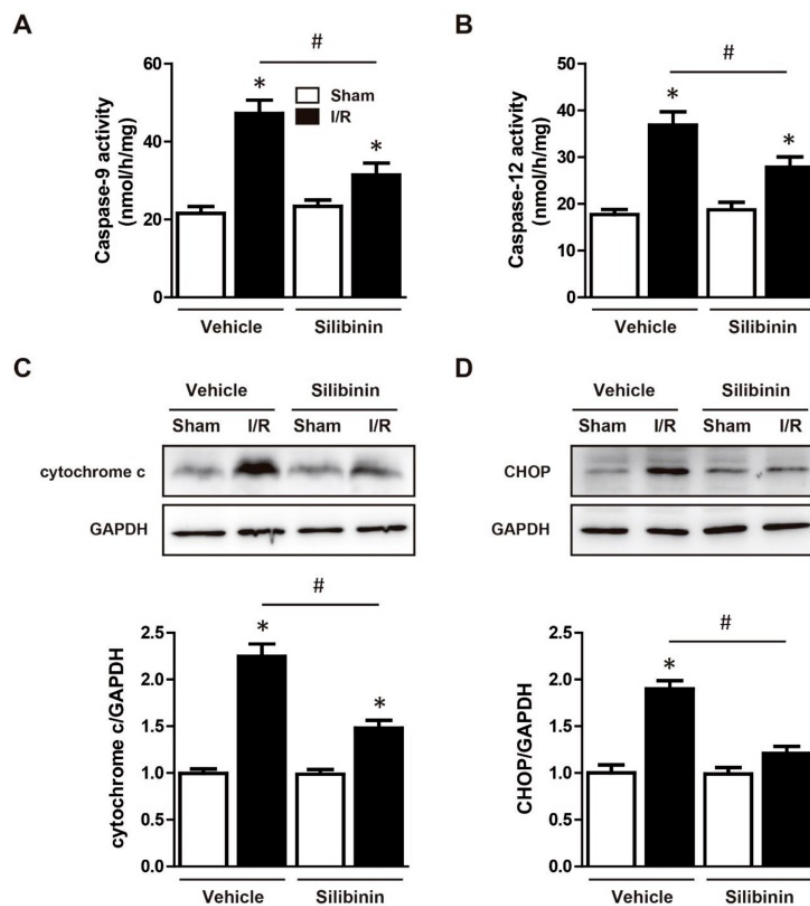 A
Caspase-9 activity
(nmol/h/mg)
60
40
20
0
#
*
*
Sham
I/R
Vehicle
Silibinin
B
Caspase-12 activity
(nmol/h/mg)
50
40
30
20
10
0
#
*
*
Vehicle
Silibinin
C
Vehicle Silibinin
Sham I/R Sham I/R
cytochrome c
GAPDH
cytochrome c/GAPDH
2.5
2.0
1.5
1.0
0.5
0.0
#
*
*
Vehicle
Silibinin
D
Vehicle Silibinin
Sham I/R Sham I/R
CHOP
GAPDH
CHOP/GAPDH
2.5
2.0
1.5
1.0
0.5
0.0
#
*
Vehicle
Silibinin